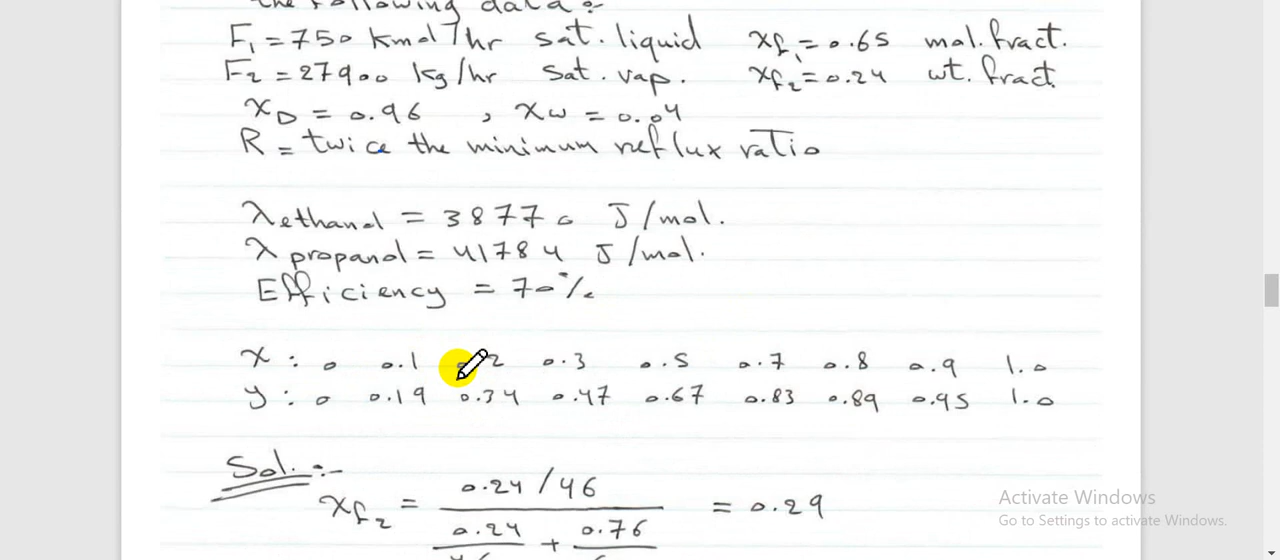 the following data:-
F1 = 750 Kmol/hr sat. liquid xf1 = 0.65 mol. fract.
F2 = 27900 kg/hr sat. vap. xf2 = 0.24 wt. fract
xD = 0.96 , xw = 0.04
R = twice the minimum reflux ratio
λethanol = 38770 J/mol.
λpropanol = 41784 J/mol.
Efficiency = 70%
x : 0 0.1 0.3 0.5 0.7 0.8 0.9 1.0
y : 0 0.19 0.34 0.47 0.67 0.83 0.89 0.95 1.0
Sol. :-
xf2 = 0.24/46 = 0.29
0.24 + 0.76
Activate Windows
Go to Settings to activate Windows.